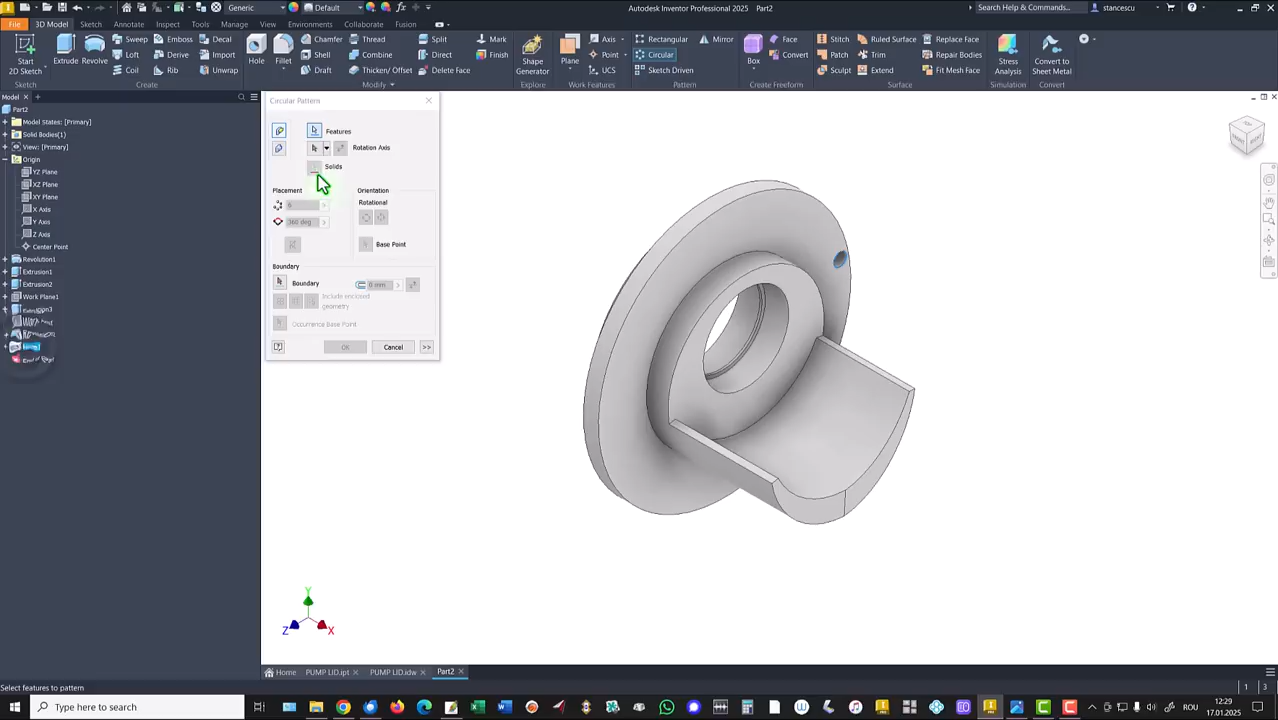 Generic
Default
Autodesk Inventor Professional 2025 Part2
Search Help & Commands...
stancescu
File
3D Model
Sketch
Annotate
Inspect
Tools
Manage
View
Environments
Collaborate
Fusion
Start 2D Sketch
Extrude
Revolve
Sweep
Loft
Coil
Emboss
Derive
Rib
Decal
Import
Unwrap
Hole
Fillet
Chamfer
Shell
Draft
Thread
Combine
Thicken/ Offset
Split
Direct
Delete Face
Mark
Finish
Shape Generator
Plane
Axis
Point
UCS
Rectangular
Circular
Sketch Driven
Mirror
Box
Face
Convert
Stitch
Patch
Sculpt
Ruled Surface
Trim
Extend
Replace Face
Repair Bodies
Fit Mesh Face
Stress Analysis
Convert to Sheet Metal
Sketch
Create
Modify
Explore
Work Features
Pattern
Create Freeform
Surface
Simulation
Convert
Model
Part2
Model States: [Primary]
Solid Bodies(1)
View: [Primary]
Origin
YZ Plane
XZ Plane
XY Plane
X Axis
Y Axis
Z Axis
Center Point
Revolution1
Extrusion1
Extrusion2
Work Plane1
Circular Pattern
Features
Rotation Axis
Solids
Placement
Orientation
6
Rotational
360 deg
Base Point
Boundary
Boundary
0 mm
Include enclosed geometry
Occurrence Base Point
OK
Cancel
>>
Y
Z
X
Home
PUMP LID.ipt
PUMP LID.idw
Part2
Select features to pattern
1
3
Type here to search
ROU
12:29
17.01.2025